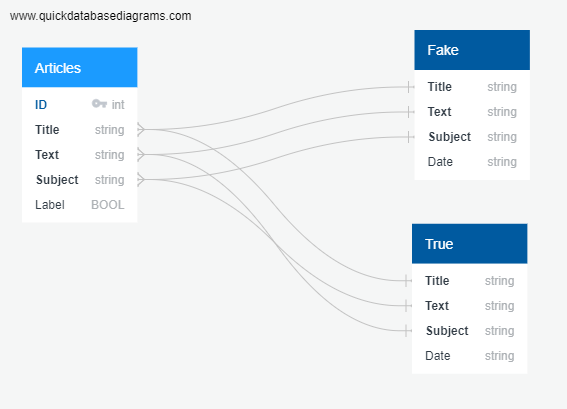 www.quickdatabasediagrams.com
Articles
ID int
Title string
Text string
Subject string
Label BOOL
Fake
Title string
Text string
Subject string
Date string
True
Title string
Text string
Subject string
Date string